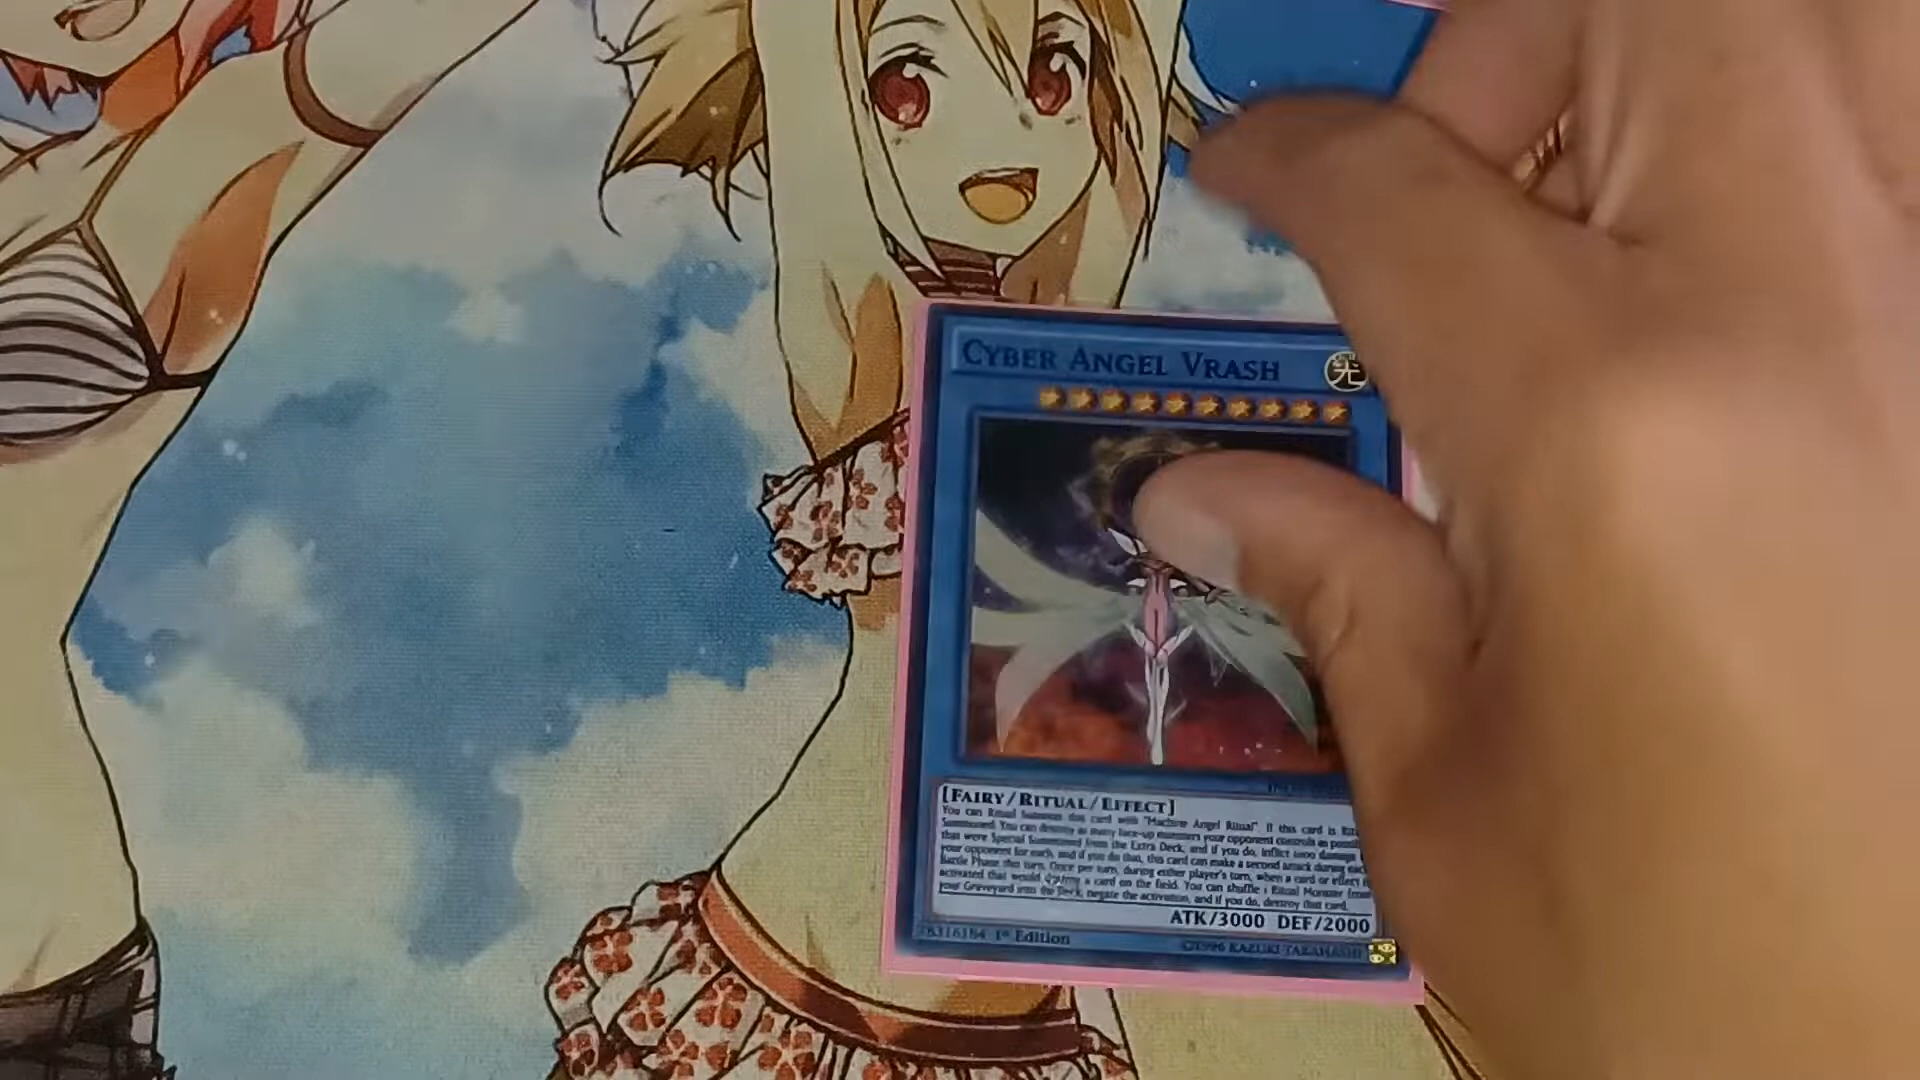 CYBER ANGEL VRASH
光
[FAIRY/RITUAL/EFFECT]
You can Ritual Summon this card with "Machine Angel Ritual". If this card is
Summoned: You can destroy as many face-up monsters your opponent controls as
that were Special Summoned from the Extra Deck, and if you do, inflict 1000 damage
your opponent for each, and if you do that, this card can make a second attack during each
Battle Phase this turn. Once per turn, during either player's turn, when a card or effect is
activated that would destroy a card on the field: You can shuffle 1 Ritual Monster from
your Graveyard into the Deck; negate the activation, and if you do, destroy that card.
ATK/3000 DEF/2000
1st Edition
©1996 KAZUKI TAKAHASHI